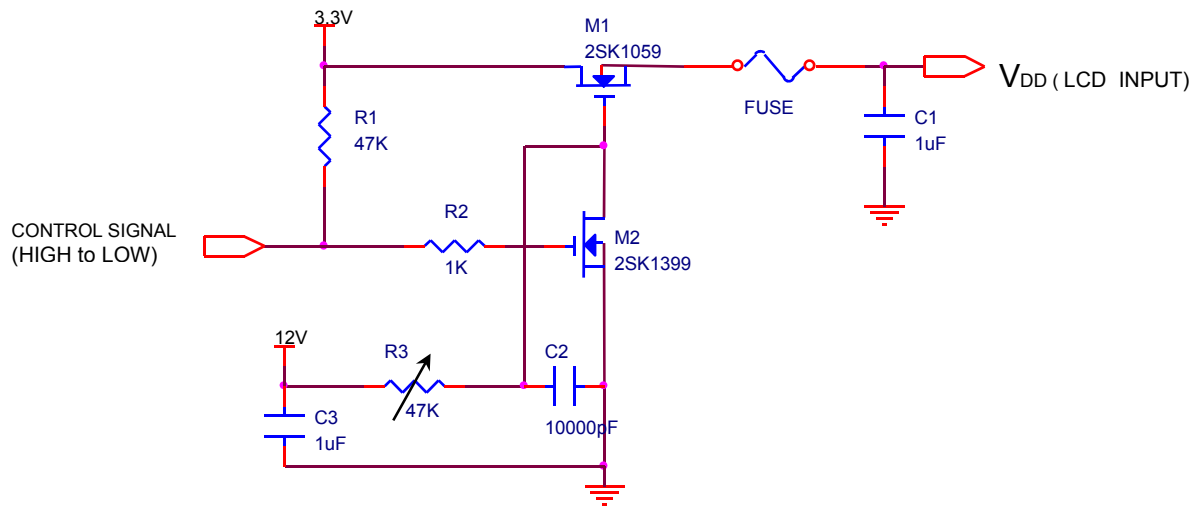 3.3V
M1
2SK1059
FUSE
VDD ( LCD INPUT)
R1
47K
C1
1uF
CONTROL SIGNAL
(HIGH to LOW)
R2
1K
M2
2SK1399
12V
R3
47K
C2
10000pF
C3
1uF